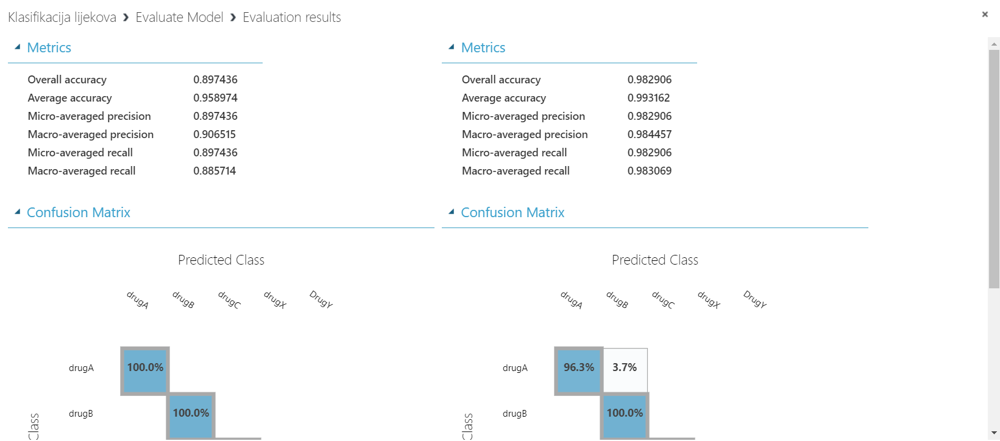 Klasifikacija lijekova › Evaluate Model › Evaluation results
Metrics
Overall accuracy 0.897436
Average accuracy 0.958974
Micro-averaged precision 0.897436
Macro-averaged precision 0.906515
Micro-averaged recall 0.897436
Macro-averaged recall 0.885714
Confusion Matrix
Predicted Class
drugA drugB drugC drugX DrugY
drugA 100.0%
drugB 100.0%
Class
Metrics
Overall accuracy 0.982906
Average accuracy 0.993162
Micro-averaged precision 0.982906
Macro-averaged precision 0.984457
Micro-averaged recall 0.982906
Macro-averaged recall 0.983069
Confusion Matrix
Predicted Class
drugA drugB drugC drugX DrugY
drugA 96.3% 3.7%
drugB 100.0%
Class